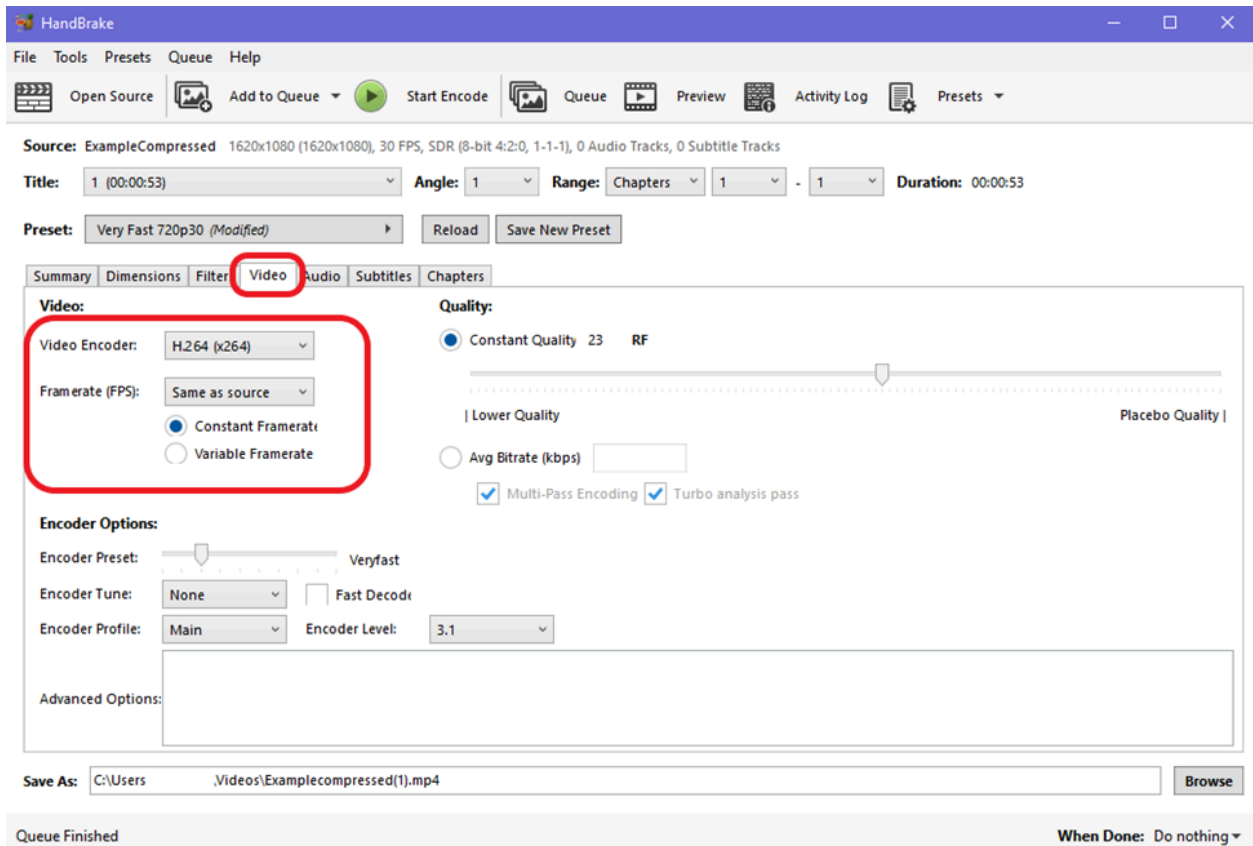 HandBrake
File Tools Presets Queue Help
Open Source Add to Queue Start Encode Queue Preview Activity Log Presets
Source: ExampleCompressed 1620x1080 (1620x1080), 30 FPS, SDR (8-bit 4:2:0, 1-1-1), 0 Audio Tracks, 0 Subtitle Tracks
Title: 1 (00:00:53) Angle: 1 Range: Chapters 1 - 1 Duration: 00:00:53
Preset: Very Fast 720p30 (Modified) Reload Save New Preset
Summary Dimensions Filter Video Audio Subtitles Chapters
Video: Quality:
Video Encoder: H.264 (x264) Constant Quality 23 RF
Framerate (FPS): Same as source
| Lower Quality Placebo Quality |
Constant Framerate
Variable Framerate Avg Bitrate (kbps)
Multi-Pass Encoding Turbo analysis pass
Encoder Options:
Encoder Preset: Veryfast
Encoder Tune: None Fast Decode
Encoder Profile: Main Encoder Level: 3.1
Advanced Options:
Save As: C:\Users ,Videos\Examplecompressed(1).mp4 Browse
Queue Finished When Done: Do nothing